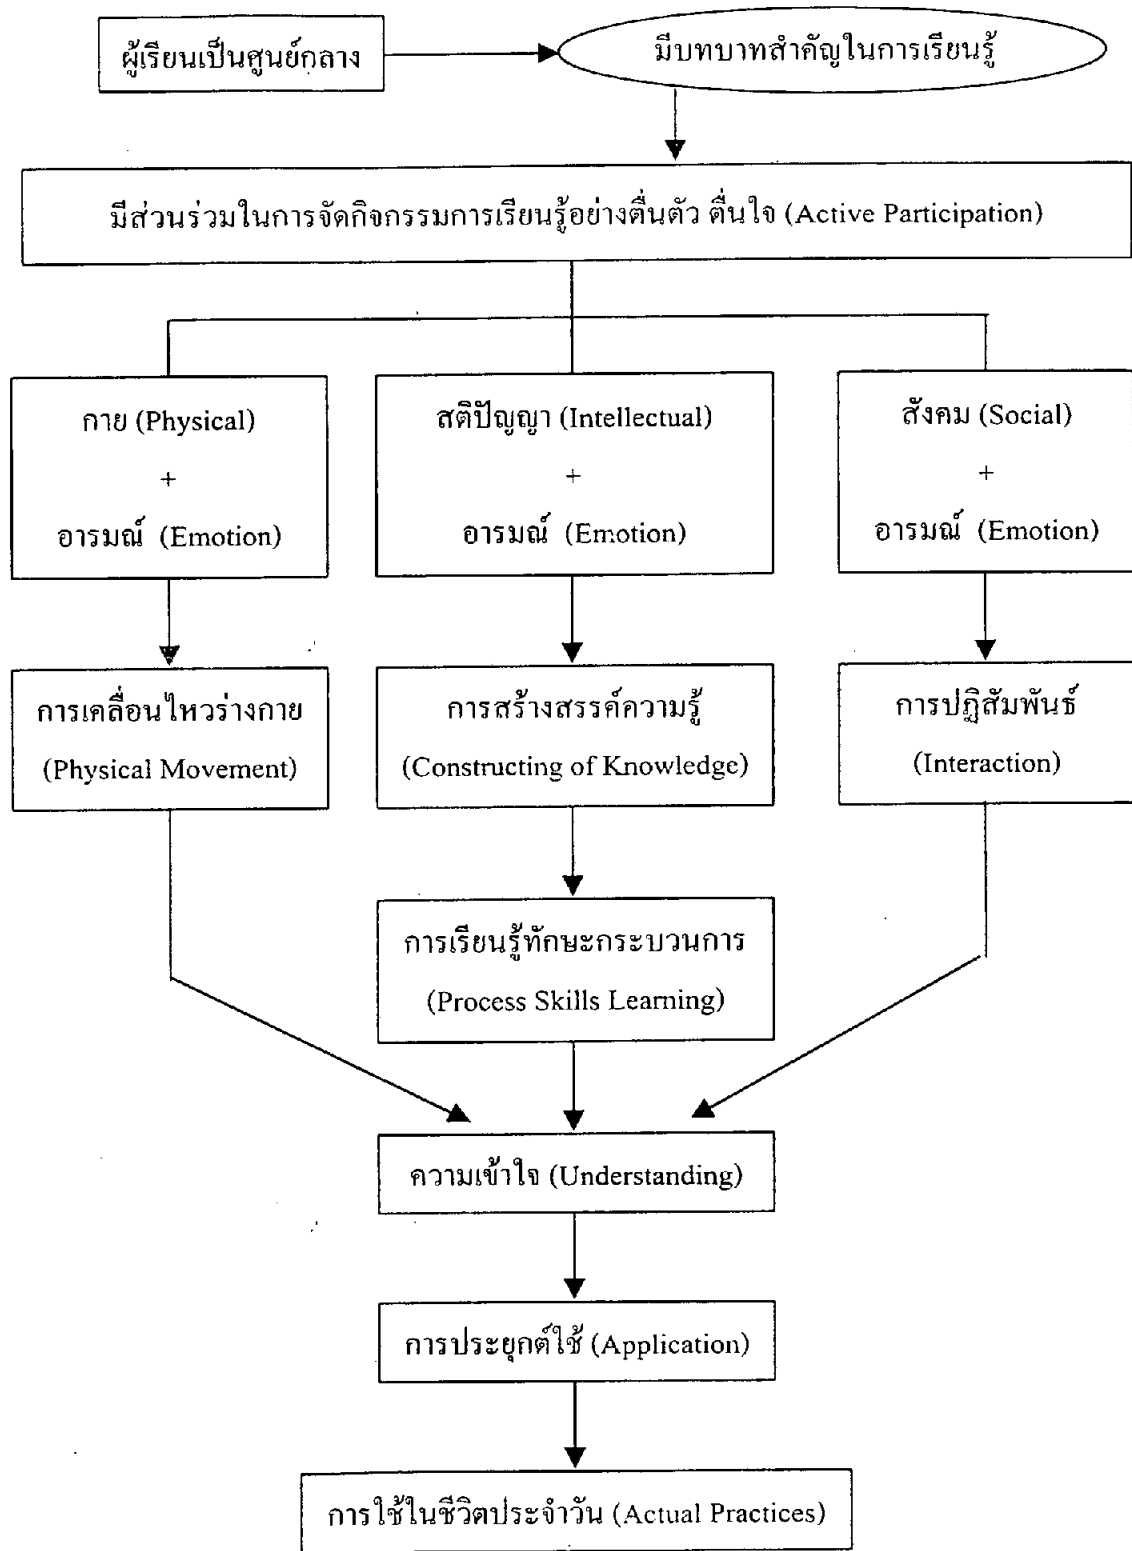 ผู้เรียนเป็นศูนย์กลาง
มีบทบาทสำคัญในการเรียนรู้
มีส่วนร่วมในการจัดกิจกรรมการเรียนรู้อย่างตื่นตัว ตื่นใจ (Active Participation)
กาย (Physical)
+
อารมณ์ (Emotion)
สติปัญญา (Intellectual)
+
อารมณ์ (Emotion)
สังคม (Social)
+
อารมณ์ (Emotion)
การเคลื่อนไหวร่างกาย
(Physical Movement)
การสร้างสรรค์ความรู้
(Constructing of Knowledge)
การปฏิสัมพันธ์
(Interaction)
การเรียนรู้ทักษะกระบวนการ
(Process Skills Learning)
ความเข้าใจ (Understanding)
การประยุกต์ใช้ (Application)
การใช้ในชีวิตประจำวัน (Actual Practices)